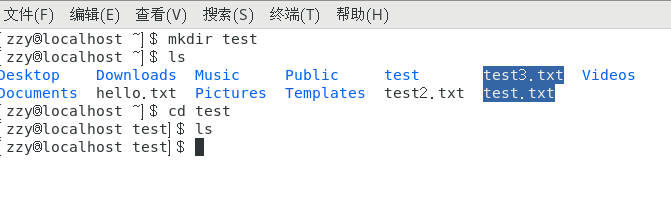 文件(F) 编辑(E) 查看(V) 搜索(S) 终端(T) 帮助(H)
[zzy@localhost ~]$ mkdir test
[zzy@localhost ~]$ ls
Desktop Downloads Music Public test test3.txt Videos
Documents hello.txt Pictures Templates test2.txt test.txt
[zzy@localhost ~]$ cd test
[zzy@localhost test]$ ls
[zzy@localhost test]$